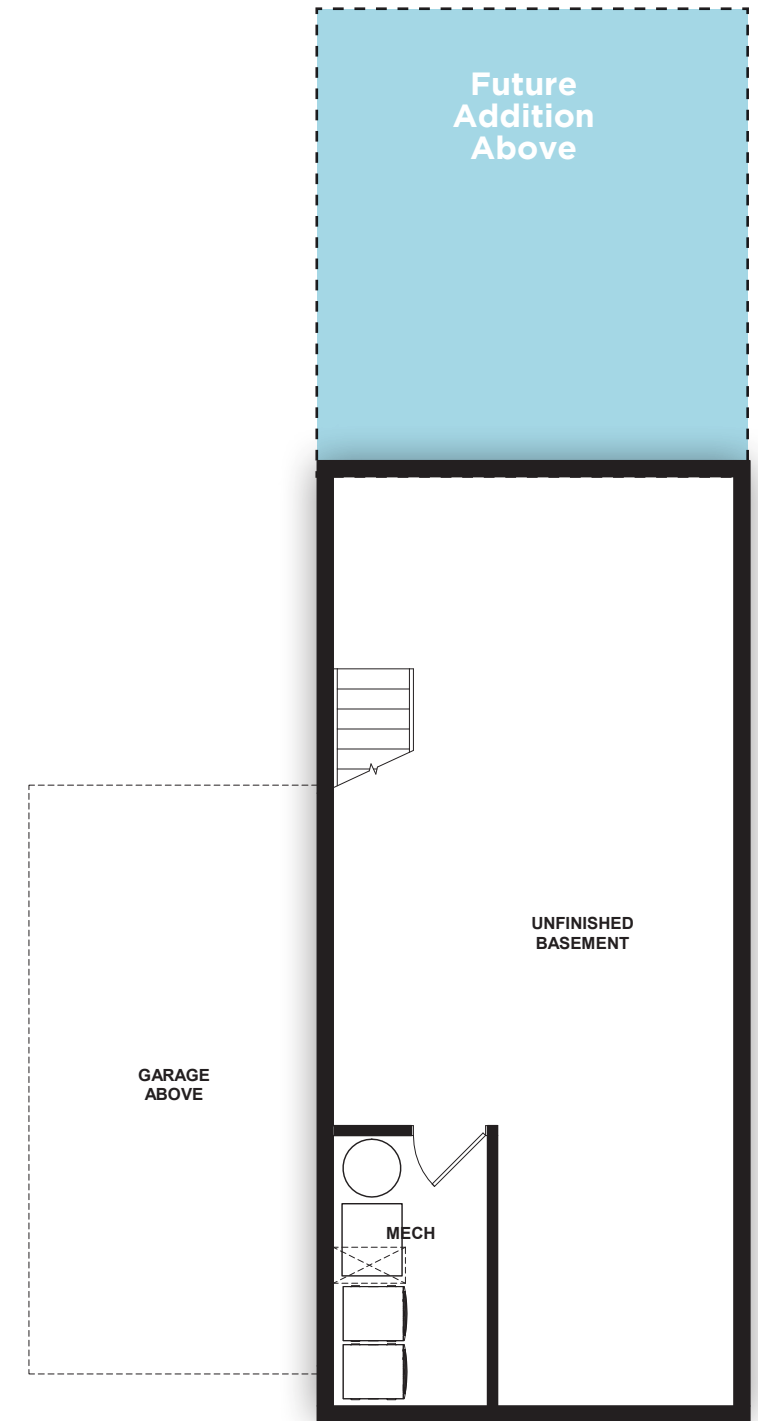 Future
Addition
Above
UNFINISHED
BASEMENT
GARAGE
ABOVE
MECH